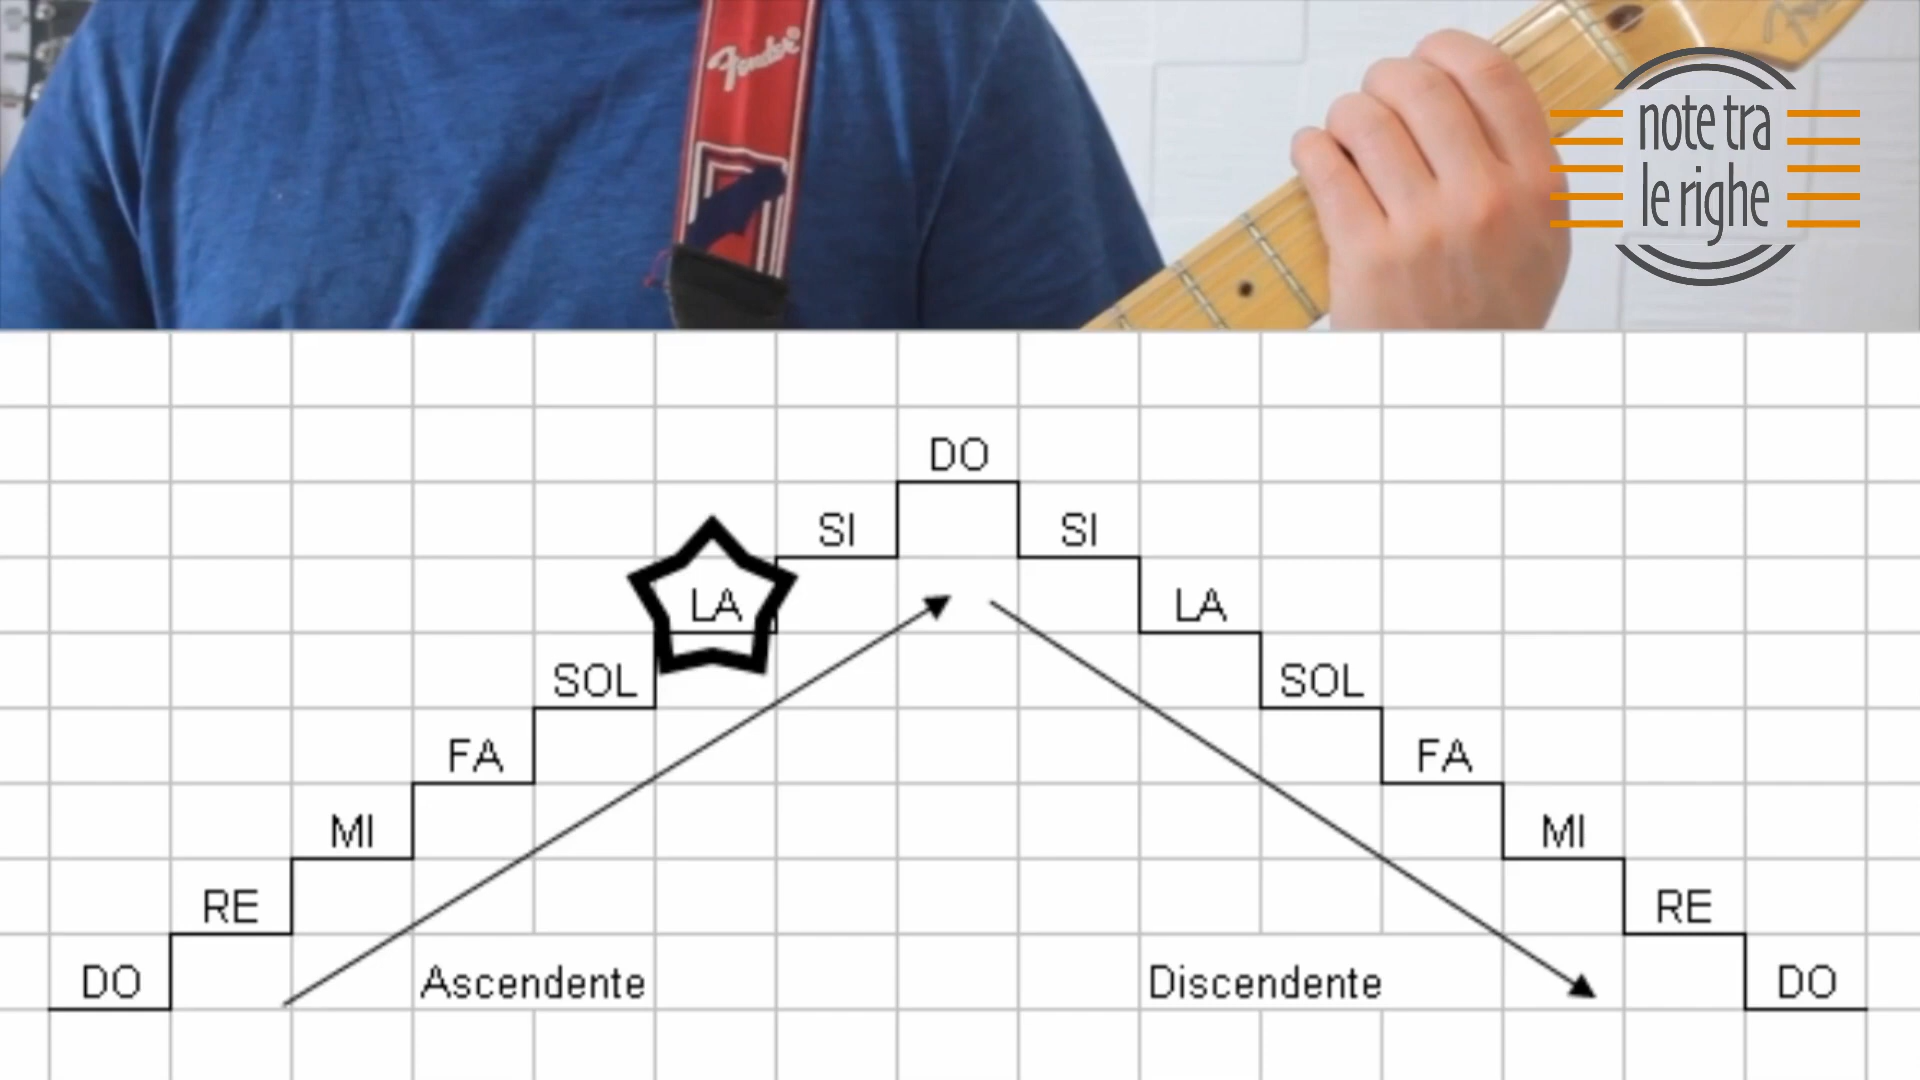 Fender
note tra
le righe
DO
SI
SI
LA
LA
SOL
SOL
FA
FA
MI
MI
RE
RE
DO
Ascendente
Discendente
DO